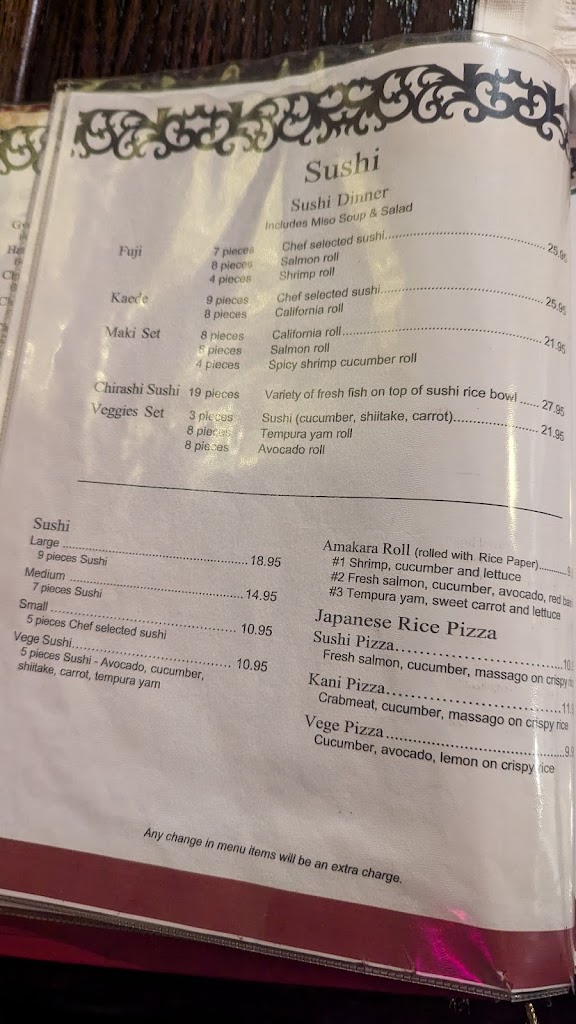 Sushi
Sushi Dinner
Includes Miso Soup & Salad
Fuji 7 pieces Chef selected sushi........................................ 25.95
8 pieces Salmon roll
4 pieces Shrimp roll
Kaede 9 pieces Chef selected sushi........................................ 25.95
8 pieces California roll
Maki Set 8 pieces California roll........................................ 21.95
8 pieces Salmon roll
4 pieces Spicy shrimp cucumber roll
Chirashi Sushi 19 pieces Variety of fresh fish on top of sushi rice bowl ...... 27.95
Veggies Set 3 pieces Sushi (cucumber, shiitake, carrot)......................... 21.95
8 pieces Tempura yam roll
8 pieces Avocado roll
Sushi
Large ........................................ 18.95
9 pieces Sushi
Medium ........................................ 14.95
7 pieces Sushi
Small ........................................ 10.95
5 pieces Chef selected sushi
Vege Sushi........................................ 10.95
5 pieces Sushi - Avocado, cucumber,
shiitake, carrot, tempura yam
Amakara Roll (rolled with Rice Paper)..........
#1 Shrimp, cucumber and lettuce
#2 Fresh salmon, cucumber, avocado, red
#3 Tempura yam, sweet carrot and lettuce
Japanese Rice Pizza
Sushi Pizza..............................
Fresh salmon, cucumber, massago on crispy
Kani Pizza..............................
Crabmeat, cucumber, massago on crispy rice
Vege Pizza ..............................
Cucumber, avocado, lemon on crispy rice
Any change in menu items will be an extra charge.